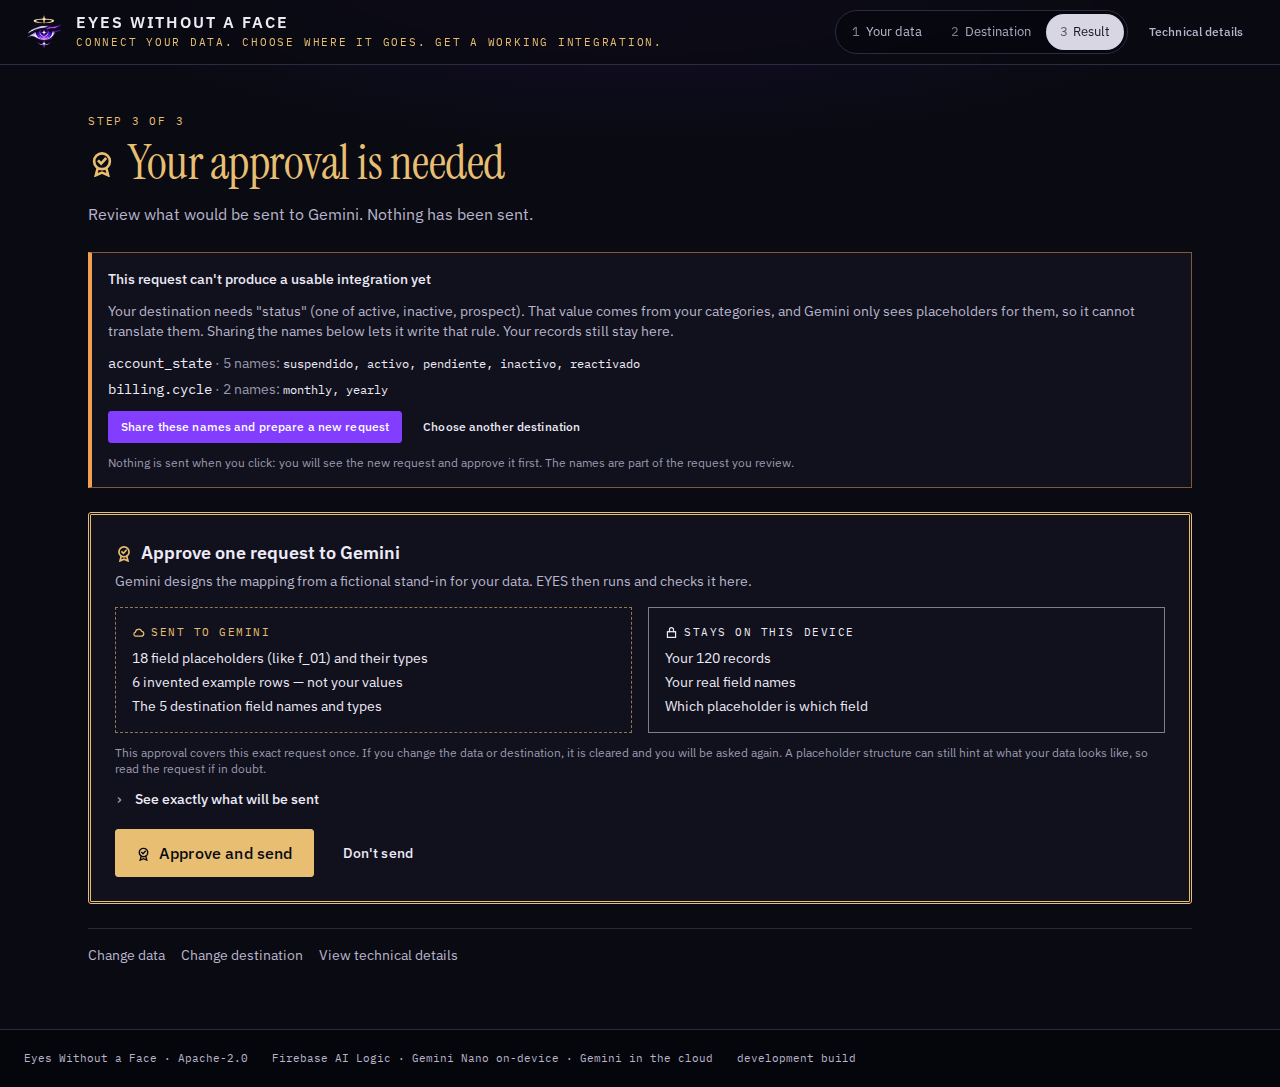 EYES WITHOUT A FACE
CONNECT YOUR DATA. CHOOSE WHERE IT GOES. GET A WORKING INTEGRATION.
1 Your data
2 Destination
3 Result
Technical details
STEP 3 OF 3
Your approval is needed
Review what would be sent to Gemini. Nothing has been sent.
This request can't produce a usable integration yet
Your destination needs "status" (one of active, inactive, prospect). That value comes from your categories, and Gemini only sees placeholders for them, so it cannot
translate them. Sharing the names below lets it write that rule. Your records still stay here.
account_state · 5 names: suspendido, activo, pendiente, inactivo, reactivado
billing.cycle · 2 names: monthly, yearly
Share these names and prepare a new request
Choose another destination
Nothing is sent when you click: you will see the new request and approve it first. The names are part of the request you review.
Approve one request to Gemini
Gemini designs the mapping from a fictional stand-in for your data. EYES then runs and checks it here.
SENT TO GEMINI
18 field placeholders (like f_01) and their types
6 invented example rows — not your values
The 5 destination field names and types
STAYS ON THIS DEVICE
Your 120 records
Your real field names
Which placeholder is which field
This approval covers this exact request once. If you change the data or destination, it is cleared and you will be asked again. A placeholder structure can still hint at what your data looks like, so
read the request if in doubt.
› See exactly what will be sent
Approve and send
Don't send
Change data
Change destination
View technical details
Eyes Without a Face · Apache-2.0
Firebase AI Logic · Gemini Nano on-device · Gemini in the cloud
development build